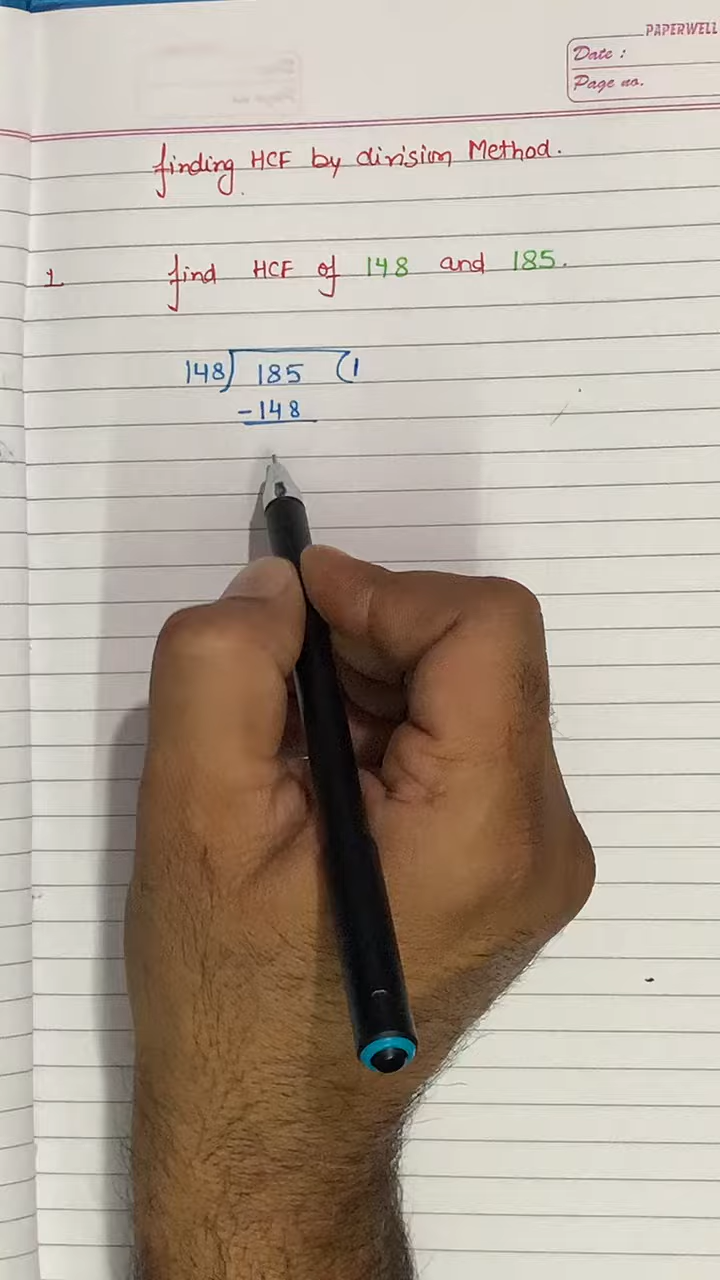 PAPERWELL
Date :
Page no.
finding HCF by division Method.
1 find HCF of 148 and 185.
148) 185 (1
-148